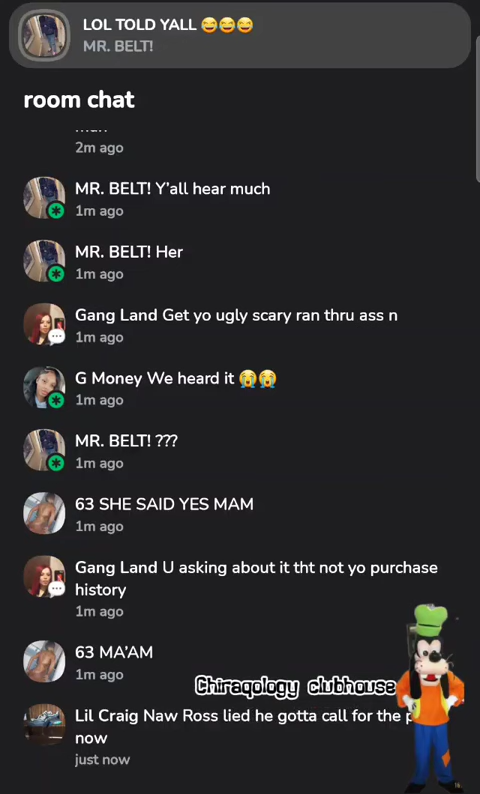 LOL TOLD YALL 😂😂😂
MR. BELT!
room chat
2m ago
MR. BELT! Y'all hear much
1m ago
MR. BELT! Her
1m ago
Gang Land Get yo ugly scary ran thru ass n
1m ago
G Money We heard it 😭😭
1m ago
MR. BELT! ???
1m ago
63 SHE SAID YES MAM
1m ago
Gang Land U asking about it tht not yo purchase
history
1m ago
63 MA'AM
1m ago
Chiraqology clubhouse
Lil Craig Naw Ross lied he gotta call for the
now
just now